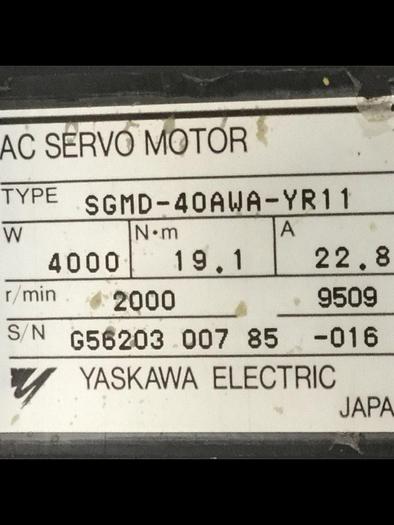 AC SERVO MOTOR
TYPE SGMD-40AWA-YR11
W 4000 N·m 19.1 A 22.8
r/min 2000 9509
S/N G56203 007 85 -016
YASKAWA ELECTRIC
JAPA